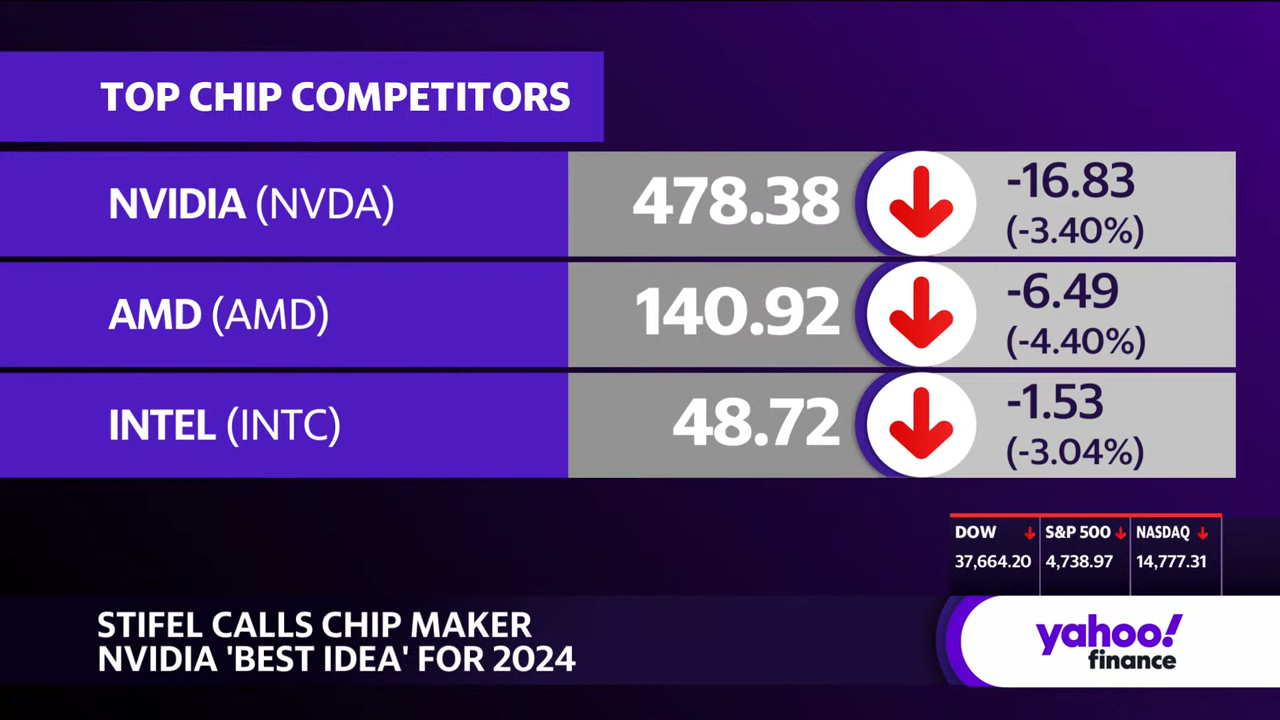 TOP CHIP COMPETITORS
NVIDIA (NVDA) 478.38 -16.83
(-3.40%)
AMD (AMD) 140.92 -6.49
(-4.40%)
INTEL (INTC) 48.72 -1.53
(-3.04%)
DOW S&P 500 NASDAQ
37,664.20 4,738.97 14,777.31
STIFEL CALLS CHIP MAKER
NVIDIA 'BEST IDEA' FOR 2024
yahoo!
finance